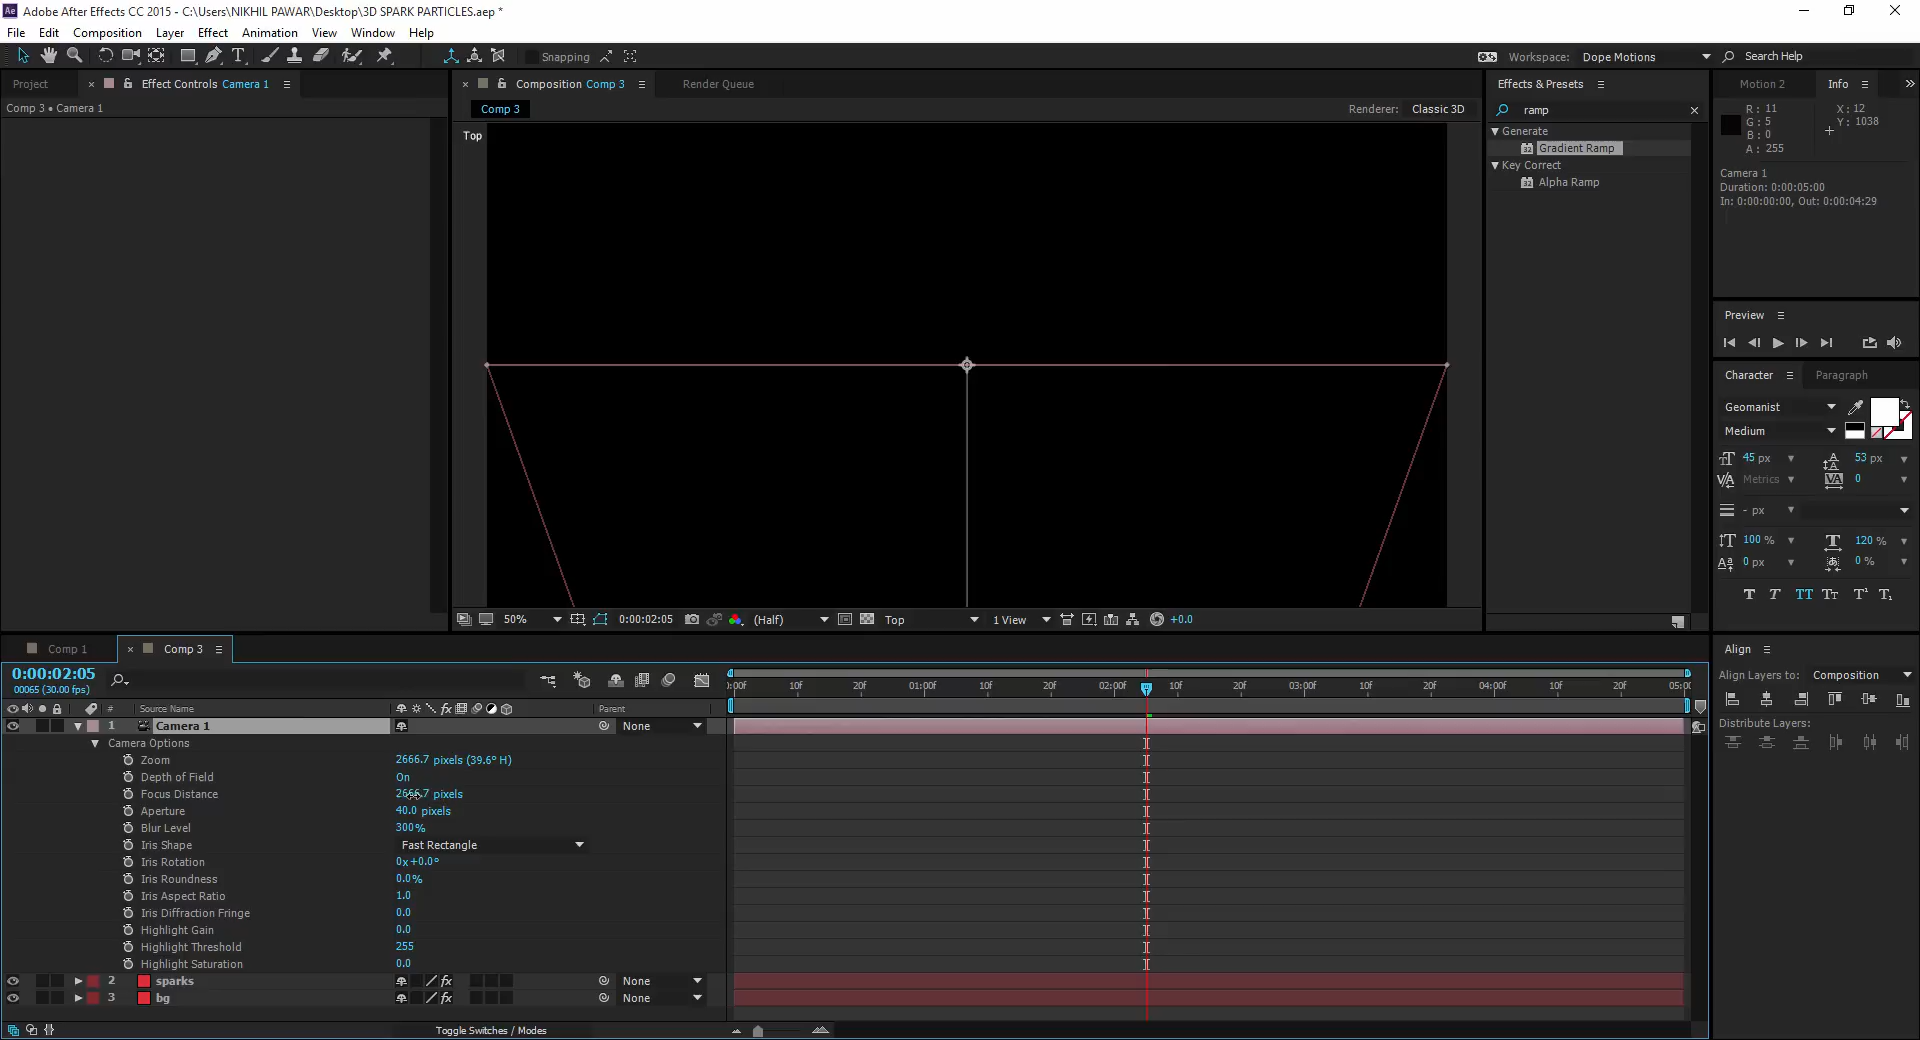 Ae Adobe After Effects CC 2015 - C:\Users\NIKHIL PAWAR\Desktop\3D SPARK PARTICLES.aep *
File Edit Composition Layer Effect Animation View Window Help
Snapping
Workspace: Dope Motions
Search Help
Project
Effect Controls Camera 1
Composition Comp 3
Render Queue
Effects & Presets
Motion 2
Info
Comp 3 • Camera 1
Comp 3
Renderer: Classic 3D
ramp
R: 11
G: 5
B: 0
A: 255
X: 12
Y: 1038
Top
Generate
Gradient Ramp
Key Correct
Alpha Ramp
Camera 1
Duration: 0:00:05:00
In: 0:00:00:00, Out: 0:00:04:29
Preview
Character
Paragraph
Geomanist
Medium
45 px
53 px
Metrics
0
- px
100 %
120 %
0 px
0 %
T T TT Tt T¹ T₁
50%
0:00:02:05
(Half)
Top
1 View
+0.0
Comp 1
Comp 3
Align
0:00:02:05
00065 (30.00 fps)
Align Layers to: Composition
Distribute Layers:
:00f 10f 20f 01:00f 10f 20f 02:00f 10f 20f 03:00f 10f 20f 04:00f 10f 20f 05:00
# Source Name
Parent
1 Camera 1 None
Camera Options
Zoom 2666.7 pixels (39.6° H)
Depth of Field On
Focus Distance 2666.7 pixels
Aperture 40.0 pixels
Blur Level 300%
Iris Shape Fast Rectangle
Iris Rotation 0x+0.0°
Iris Roundness 0.0%
Iris Aspect Ratio 1.0
Iris Diffraction Fringe 0.0
Highlight Gain 0.0
Highlight Threshold 255
Highlight Saturation 0.0
2 sparks fx None
3 bg fx None
Toggle Switches / Modes